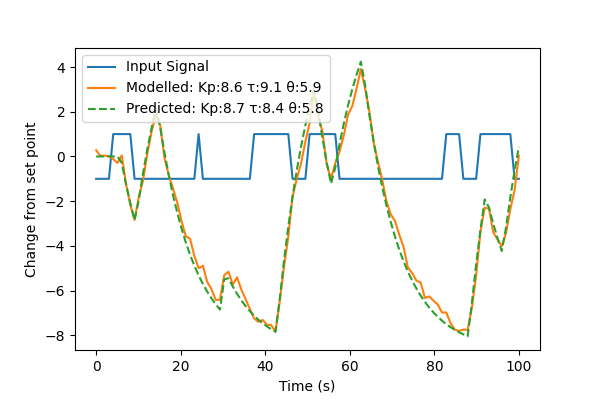 Input Signal
Modelled: Kp:8.6 τ:9.1 θ:5.9
Predicted: Kp:8.7 τ:8.4 θ:5.8
Change from set point
4
2
0
−2
−4
−6
−8
0 20 40 60 80 100
Time (s)